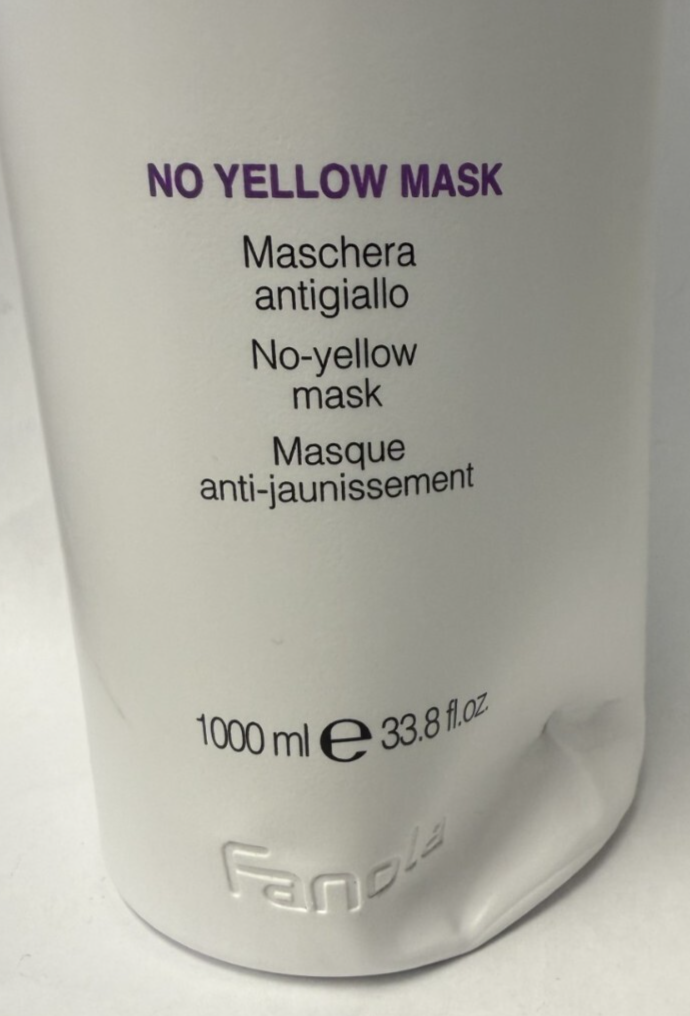 NO YELLOW MASK
Maschera
antigiallo
No-yellow
mask
Masque
anti-jaunissement
1000 ml e 33.8 fl.oz.
Fanola